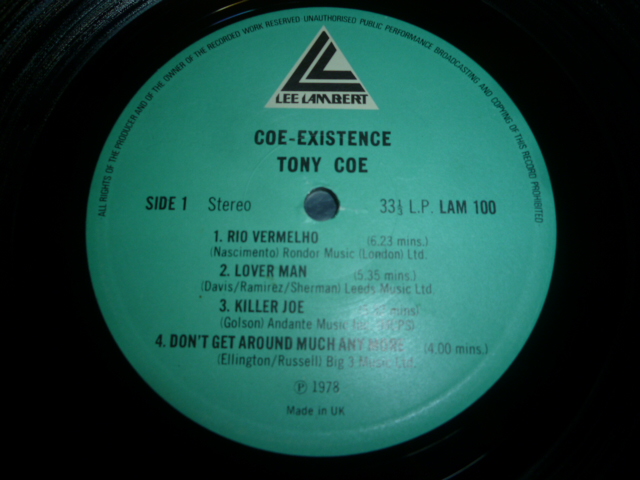 ALL RIGHTS OF THE PRODUCER AND OF THE OWNER OF THE RECORDED WORK RESERVED UNAUTHORISED PUBLIC PERFORMANCE BROADCASTING AND COPYING OF THIS RECORD PROHIBITED
LEE LAMBERT
COE-EXISTENCE
TONY COE
SIDE 1 Stereo 33⅓ L.P. LAM 100
1. RIO VERMELHO (6.23 mins.)
(Nascimento) Rondor Music (London) Ltd.
2. LOVER MAN (5.35 mins.)
(Davis/Ramirez/Sherman) Leeds Music Ltd.
3. KILLER JOE mins.)
(Golson) Andante Music
4. DON'T GET AROUND MUCH ANY MORE (4.00 mins.)
(Ellington/Russell) Big 3 Music Ltd.
Ⓟ 1978
Made in UK